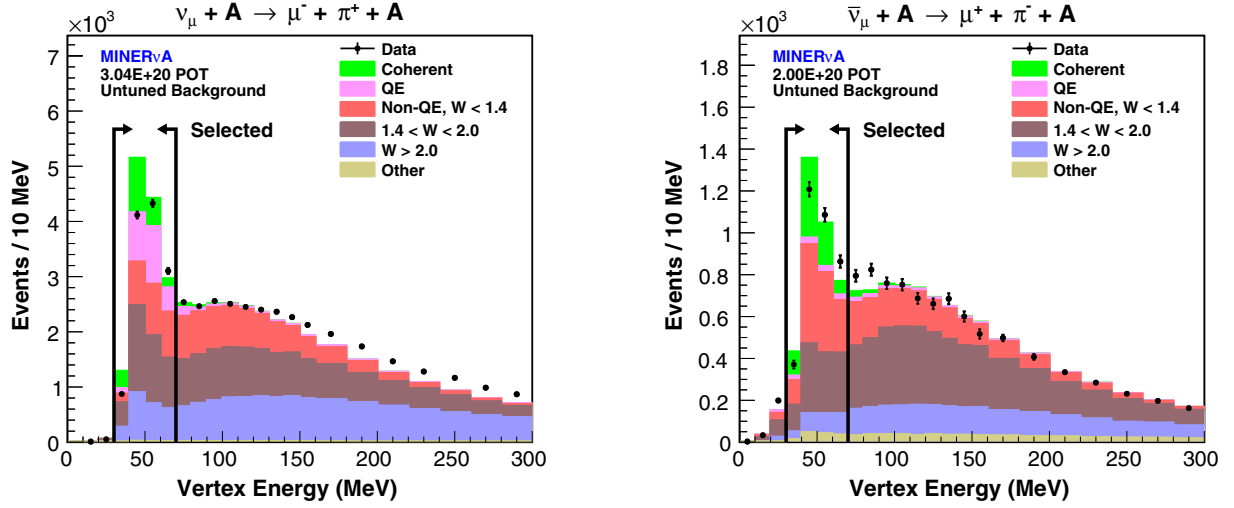 ν_μ + A → μ⁻ + π⁺ + A
×10³
7
6
5
4
3
2
1
0
Events / 10 MeV
MINERνA
3.04E+20 POT
Untuned Background
Selected
Data
Coherent
QE
Non-QE, W < 1.4
1.4 < W < 2.0
W > 2.0
Other
0 50 100 150 200 250 300
Vertex Energy (MeV)
ν̅_μ + A → μ⁺ + π⁻ + A
×10³
1.8
1.6
1.4
1.2
1.0
0.8
0.6
0.4
0.2
0
Events / 10 MeV
MINERνA
2.00E+20 POT
Untuned Background
Selected
Data
Coherent
QE
Non-QE, W < 1.4
1.4 < W < 2.0
W > 2.0
Other
0 50 100 150 200 250 300
Vertex Energy (MeV)